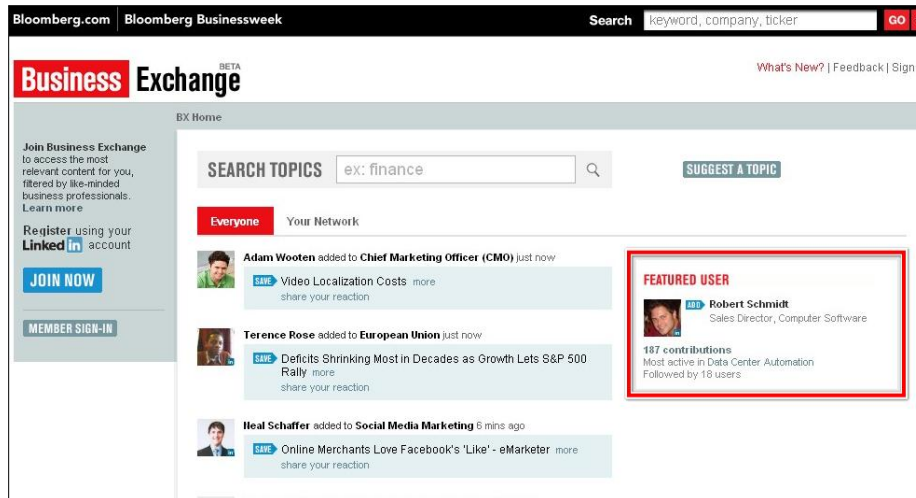 Bloomberg.com | Bloomberg Businessweek
Search keyword, company, ticker GO
Business Exchange BETA
What's New? | Feedback | Sign
BX Home
Join Business Exchange
to access the most
relevant content for you,
filtered by like-minded
business professionals.
Learn more
Register using your
Linked in account
JOIN NOW
MEMBER SIGN-IN
SEARCH TOPICS ex: finance
SUGGEST A TOPIC
Everyone Your Network
Adam Wooten added to Chief Marketing Officer (CMO) just now
SAVE Video Localization Costs more
share your reaction
Terence Rose added to European Union just now
SAVE Deficits Shrinking Most in Decades as Growth Lets S&P 500
Rally more
share your reaction
Neal Schaffer added to Social Media Marketing 6 mins ago
SAVE Online Merchants Love Facebook's 'Like' - eMarketer more
share your reaction
FEATURED USER
ADD Robert Schmidt
Sales Director, Computer Software
187 contributions
Most active in Data Center Automation
Followed by 18 users